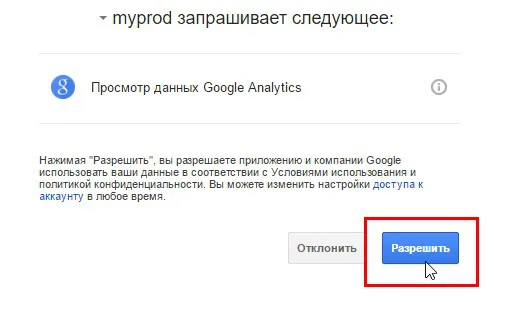 myprod запрашивает следующее:
Просмотр данных Google Analytics
Нажимая "Разрешить", вы разрешаете приложению и компании Google
использовать ваши данные в соответствии с Условиями использования и
политикой конфиденциальности. Вы можете изменить настройки доступа к
аккаунту в любое время.
Отклонить Разрешить